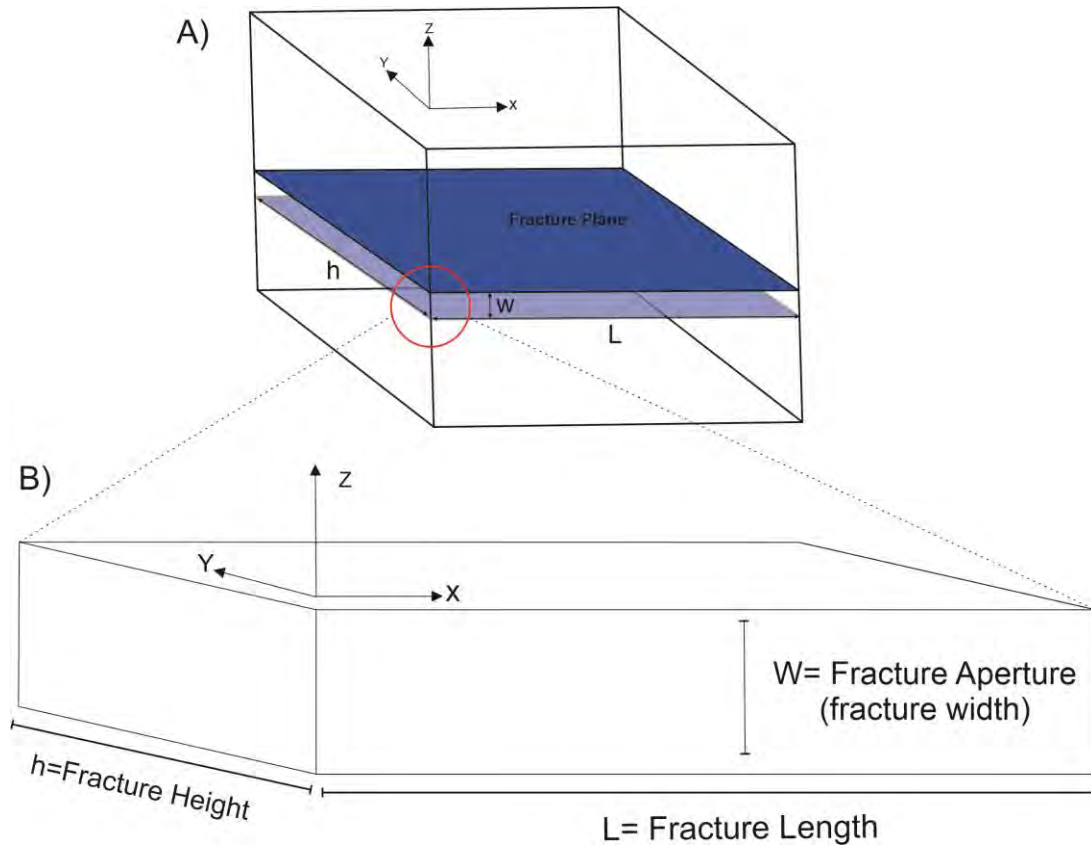 A)
Z
Y
X
Fracture Plane
h
W
L
B)
Z
Y
X
W= Fracture Aperture
(fracture width)
h=Fracture Height
L= Fracture Length